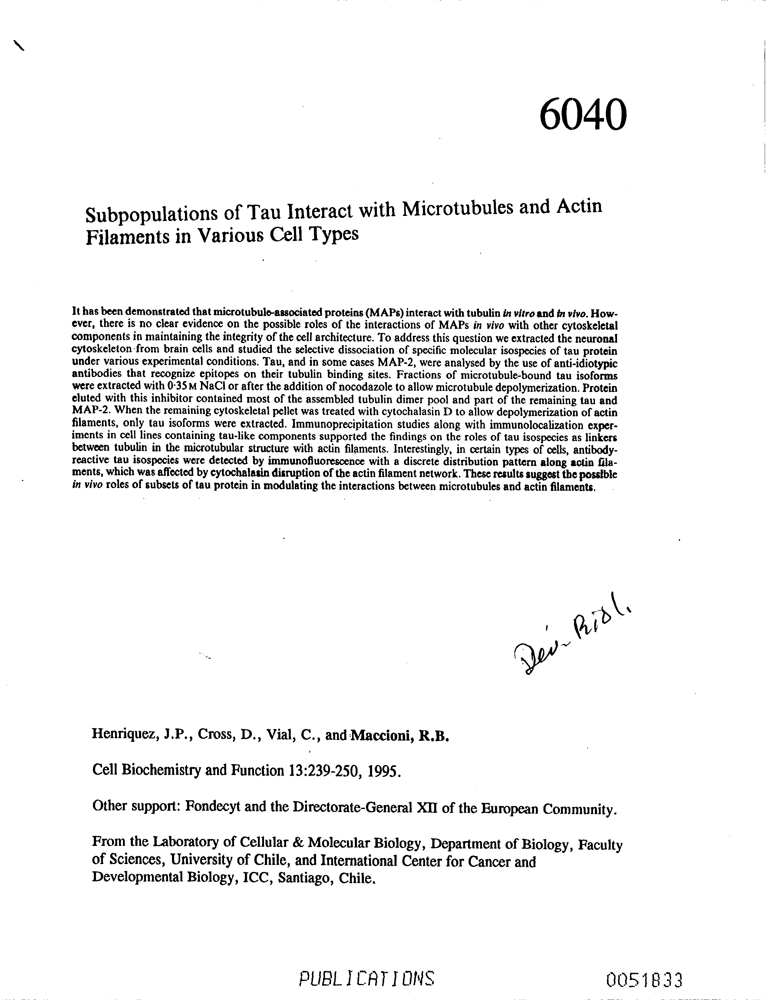 6040
Subpopulations of Tau Interact with Microtubules and Actin
Filaments in Various Cell Types
It has been demonstrated that microtubule-associated proteins (MAPs) interact with tubulin in vitro and in vivo. How-
ever, there is no clear evidence on the possible roles of the interactions of MAPs in vivo with other cytoskeletal
components in maintaining the integrity of the cell architecture. To address this question we extracted the neuronal
cytoskeleton from brain cells and studied the selective dissociation of specific molecular isospecies of tau protein
under various experimental conditions. Tau, and in some cases MAP-2, were analysed by the use of anti-idiotypic
antibodies that recognize epitopes on their tubulin binding sites. Fractions of microtubule-bound tau isoforms
were extracted with 0·35 M NaCl or after the addition of nocodazole to allow microtubule depolymerization. Protein
eluted with this inhibitor contained most of the assembled tubulin dimer pool and part of the remaining tau and
MAP-2. When the remaining cytoskeletal pellet was treated with cytochalasin D to allow depolymerization of actin
filaments, only tau isoforms were extracted. Immunoprecipitation studies along with immunolocalization exper-
iments in cell lines containing tau-like components supported the findings on the roles of tau isospecies as linkers
between tubulin in the microtubular structure with actin filaments. Interestingly, in certain types of cells, antibody-
reactive tau isospecies were detected by immunofluorescence with a discrete distribution pattern along actin fila-
ments, which was affected by cytochalasin disruption of the actin filament network. These results suggest the possible
in vivo roles of subsets of tau protein in modulating the interactions between microtubules and actin filaments.
Dev. Biol.
Henriquez, J.P., Cross, D., Vial, C., and Maccioni, R.B.
Cell Biochemistry and Function 13:239-250, 1995.
Other support: Fondecyt and the Directorate-General XII of the European Community.
From the Laboratory of Cellular & Molecular Biology, Department of Biology, Faculty
of Sciences, University of Chile, and International Center for Cancer and
Developmental Biology, ICC, Santiago, Chile.
PUBLICATIONS
0051833